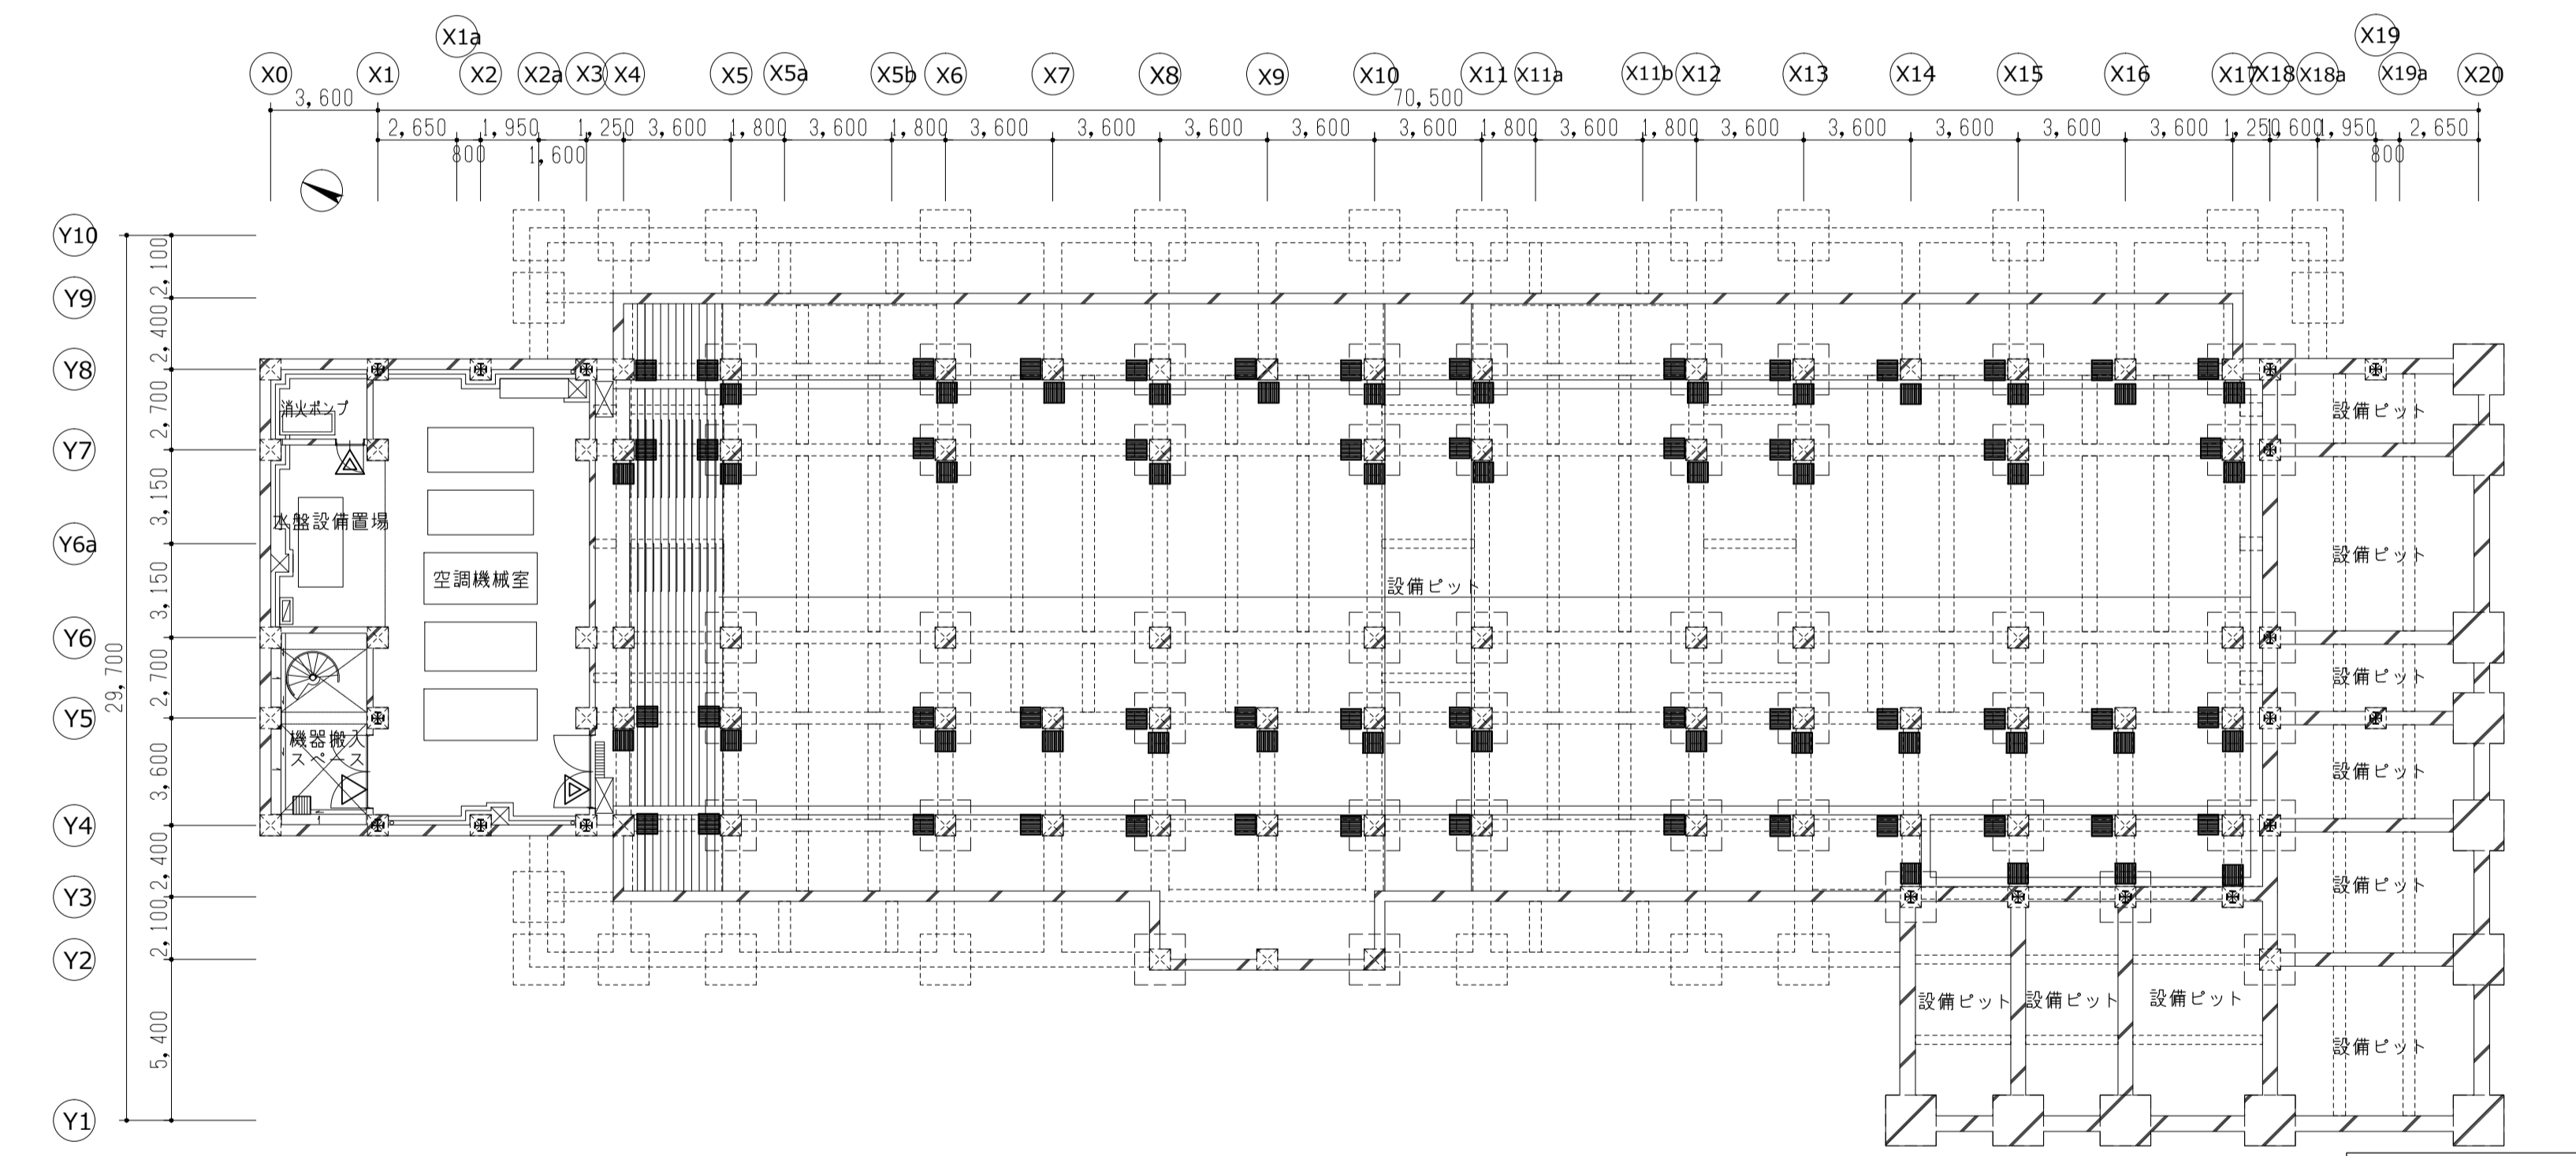 X1a
X19
X0 X1 X2 X2a X3 X4 X5 X5a X5b X6 X7 X8 X9 X10 X11 X11a X11b X12 X13 X14 X15 X16 X17 X18 X18a X19a X20
3,600 70,500
2,650 1,950 1,250 3,600 1,800 3,600 1,800 3,600 3,600 3,600 3,600 3,600 1,800 3,600 1,800 3,600 3,600 3,600 3,600 3,600 1,250 1,600 1,950 2,650
800 1,600 800
Y10
2,100
Y9
2,400
Y8
2,700
消火ポンプ
設備ピット
Y7
3,150
水盤設備置場
Y6a
設備ピット
3,150
空調機械室
設備ピット
Y6
29,700
2,700
設備ピット
Y5
機器搬入
スペース
3,600
設備ピット
Y4
2,400
設備ピット
Y3
2,100
Y2
設備ピット 設備ピット 設備ピット
5,400
設備ピット
Y1